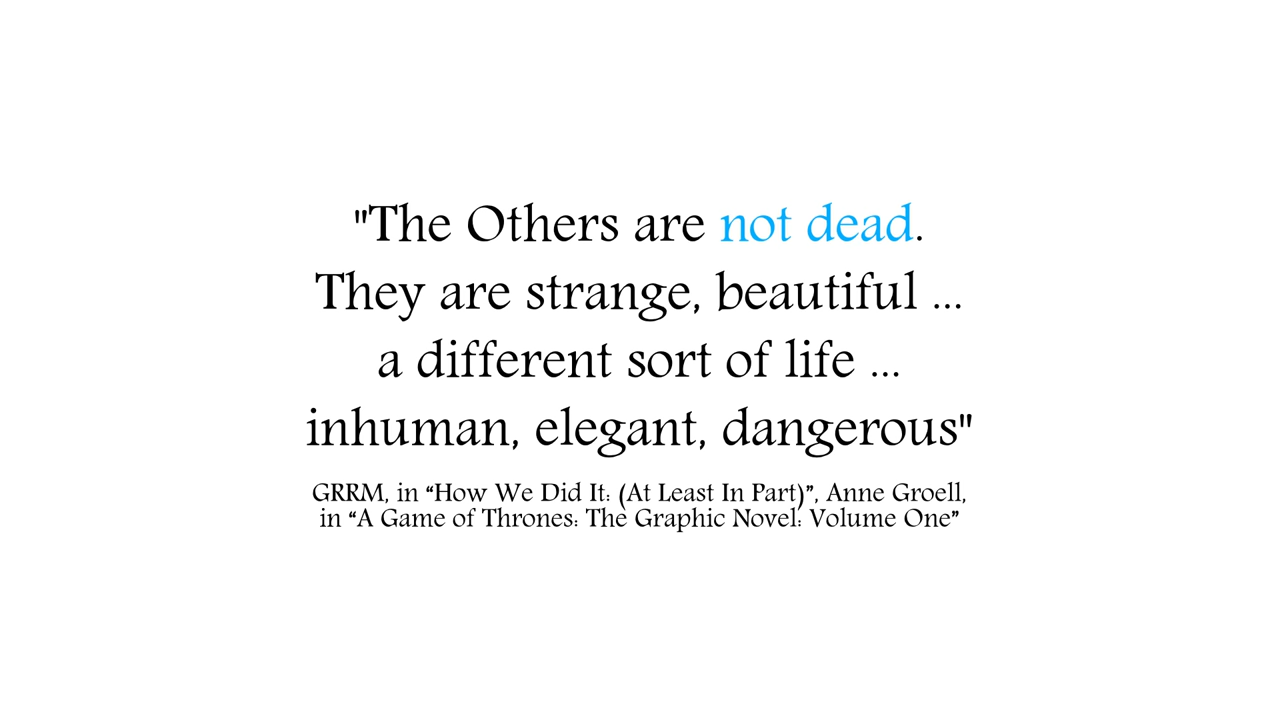 "The Others are not dead.
They are strange, beautiful ...
a different sort of life ...
inhuman, elegant, dangerous"
GRRM, in “How We Did It: (At Least In Part)”, Anne Groell,
in “A Game of Thrones: The Graphic Novel: Volume One”